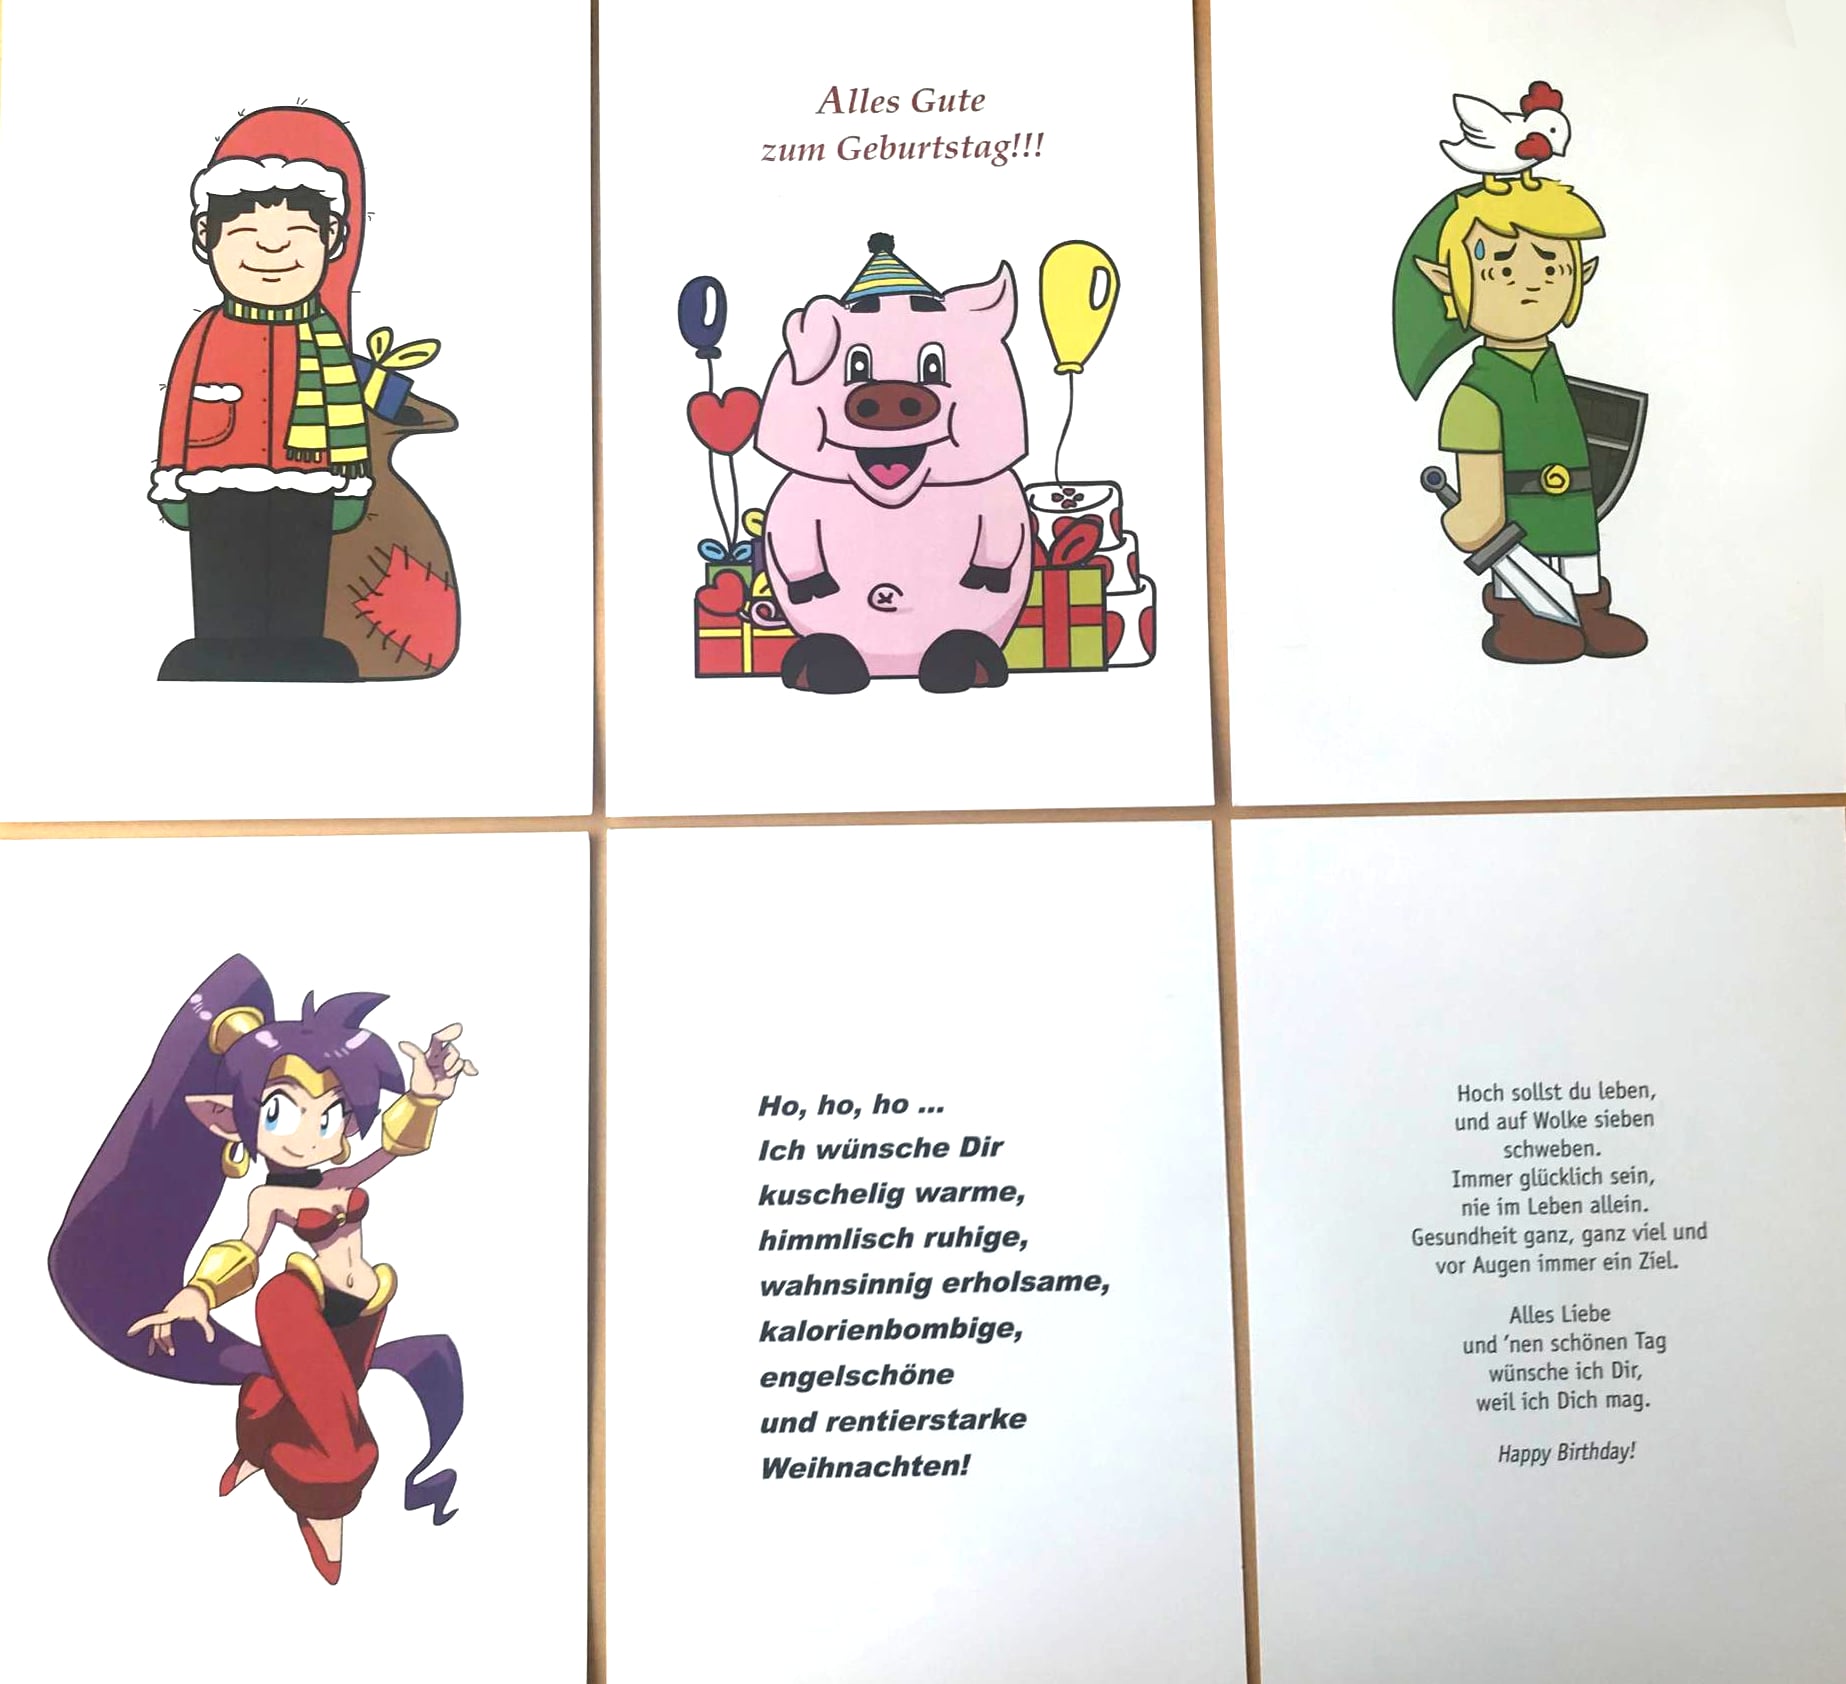 Alles Gute
zum Geburtstag!!!
Ho, ho, ho ...
Ich wünsche Dir
kuschelig warme,
himmlisch ruhige,
wahnsinnig erholsame,
kalorienbombige,
engelschöne
und rentierstarke
Weihnachten!
Hoch sollst du leben,
und auf Wolke sieben
schweben.
Immer glücklich sein,
nie im Leben allein.
Gesundheit ganz, ganz viel und
vor Augen immer ein Ziel.
Alles Liebe
und ’nen schönen Tag
wünsche ich Dir,
weil ich Dich mag.
Happy Birthday!